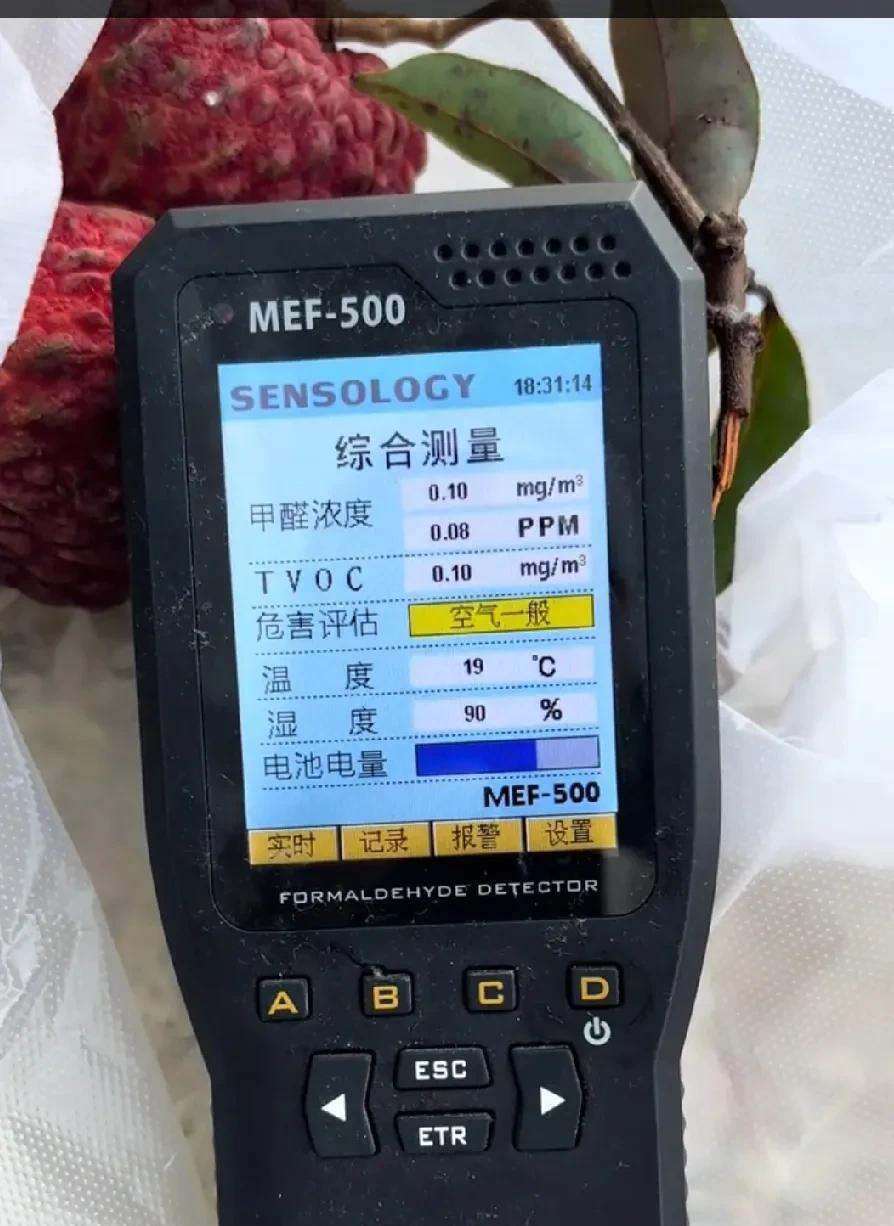 MEF-500
SENSOLOGY 18:31:14
综合测量
甲醛浓度 0.10 mg/m³
0.08 PPM
TVOC 0.10 mg/m³
危害评估 空气一般
温度 19 ℃
湿度 90 %
电池电量
MEF-500
实时 记录 报警 设置
FORMALDEHYDE DETECTOR
A B C D
ESC
ETR